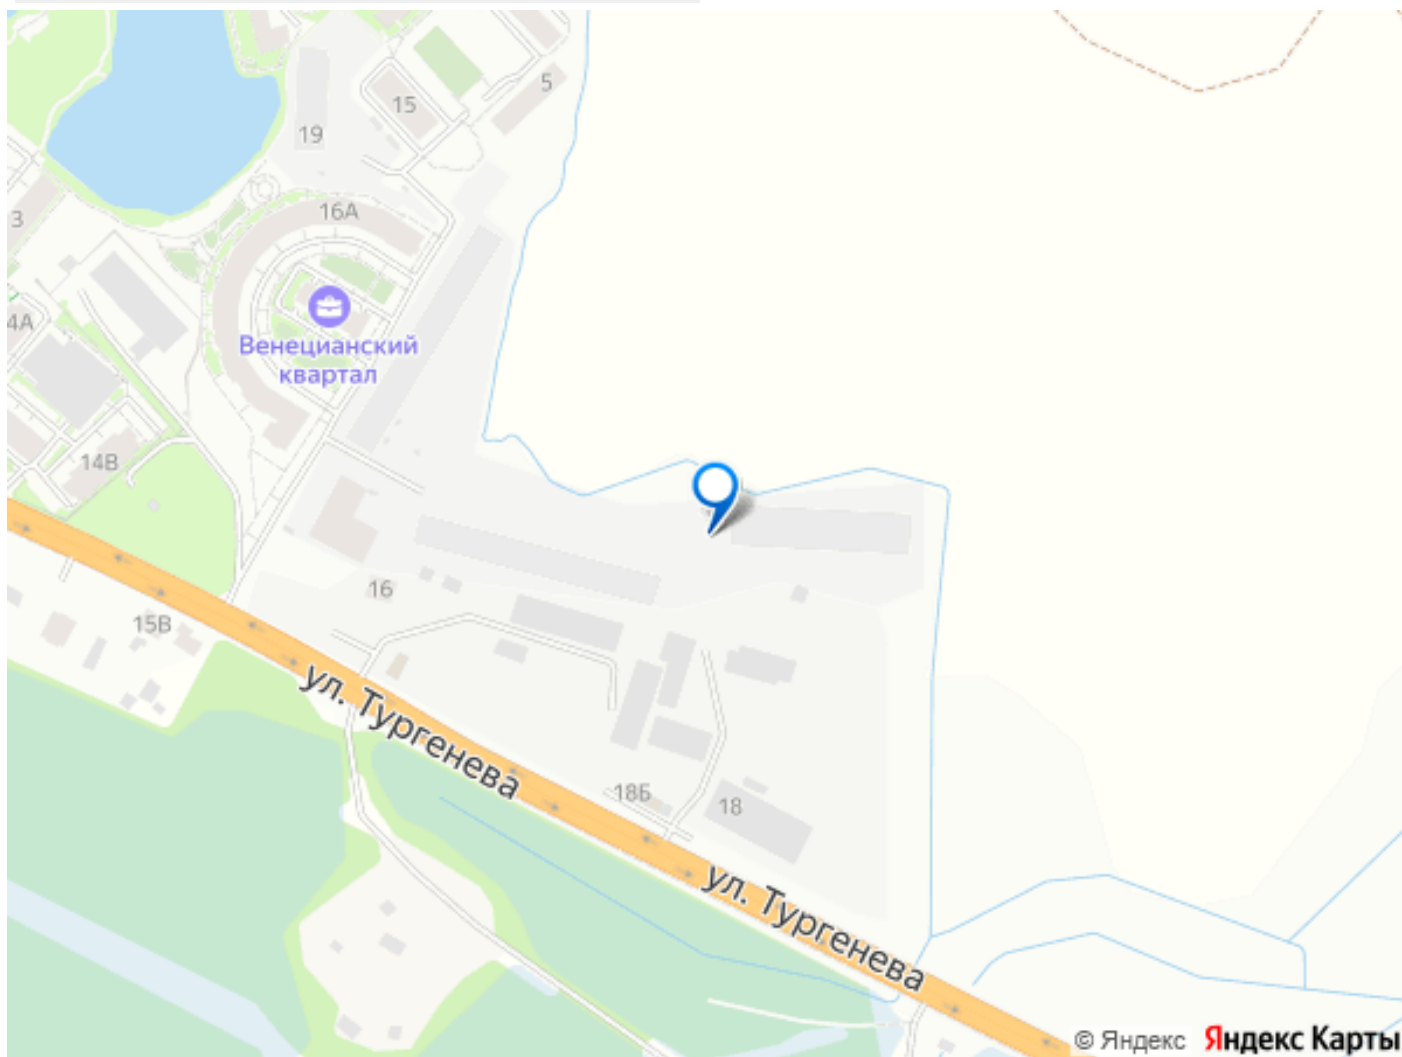 5
15
19
16А
3
4А
Венецианский
квартал
14В
16
15В
ул. Тургенева
18Б
18
ул. Тургенева
© Яндекс Яндекс Карты